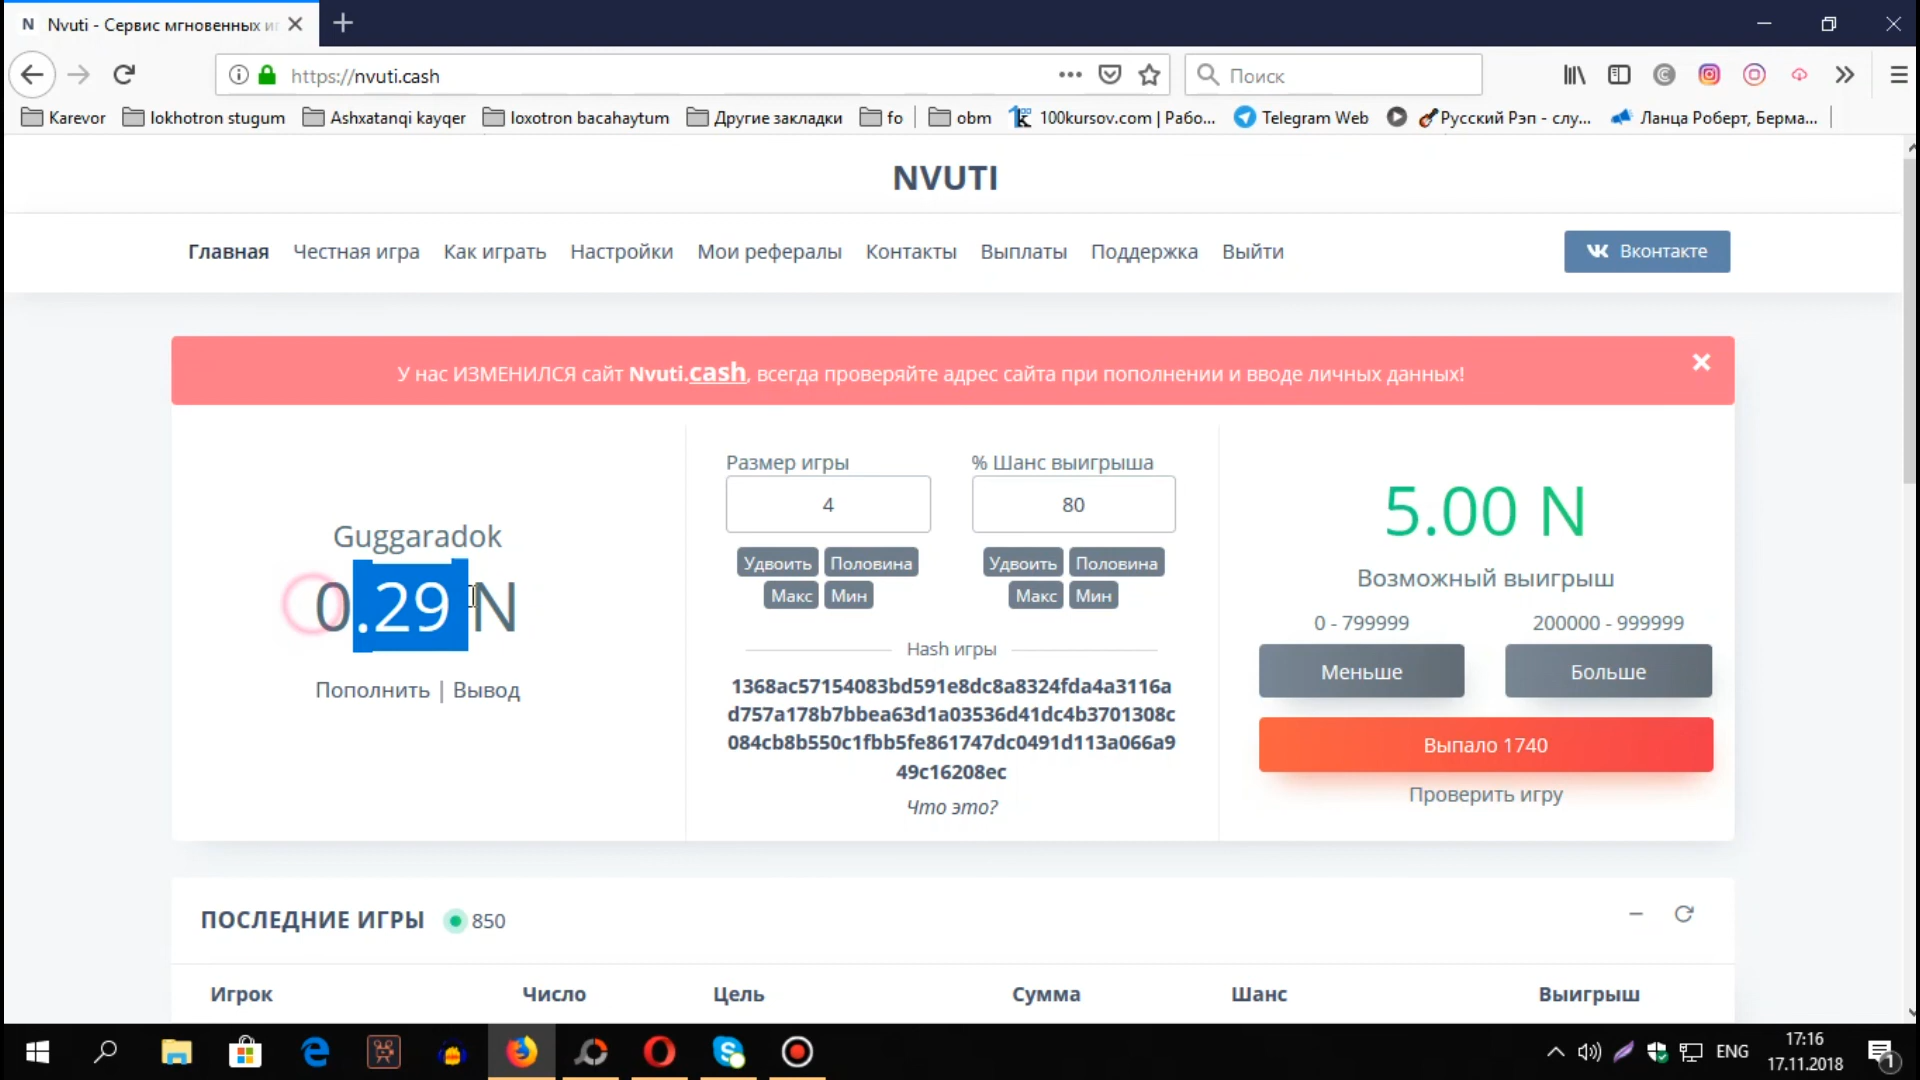 N Nvuti - Сервис мгновенных иг
https://nvuti.cash
Поиск
Karevor lokhotron stugum Ashxatanqi kayqer loxotron bacahaytum Другие закладки fo obm 100kursov.com | Рабо... Telegram Web Русский Рэп - слу... Ланца Роберт, Берма...
NVUTI
Главная Честная игра Как играть Настройки Мои рефералы Контакты Выплаты Поддержка Выйти Вконтакте
У нас ИЗМЕНИЛСЯ сайт Nvuti.cash, всегда проверяйте адрес сайта при пополнении и вводе личных данных!
Guggaradok
0.29 N
Пополнить | Вывод
Размер игры
4
Удвоить Половина
Макс Мин
% Шанс выигрыша
80
Удвоить Половина
Макс Мин
Hash игры
1368ac57154083bd591e8dc8a8324fda4a3116a
d757a178b7bbea63d1a03536d41dc4b3701308c
084cb8b550c1fbb5fe861747dc0491d113a066a9
49c16208ec
Что это?
5.00 N
Возможный выигрыш
0 - 799999 200000 - 999999
Меньше Больше
Выпало 1740
Проверить игру
ПОСЛЕДНИЕ ИГРЫ 850
Игрок Число Цель Сумма Шанс Выигрыш
ENG
17:16
17.11.2018
1